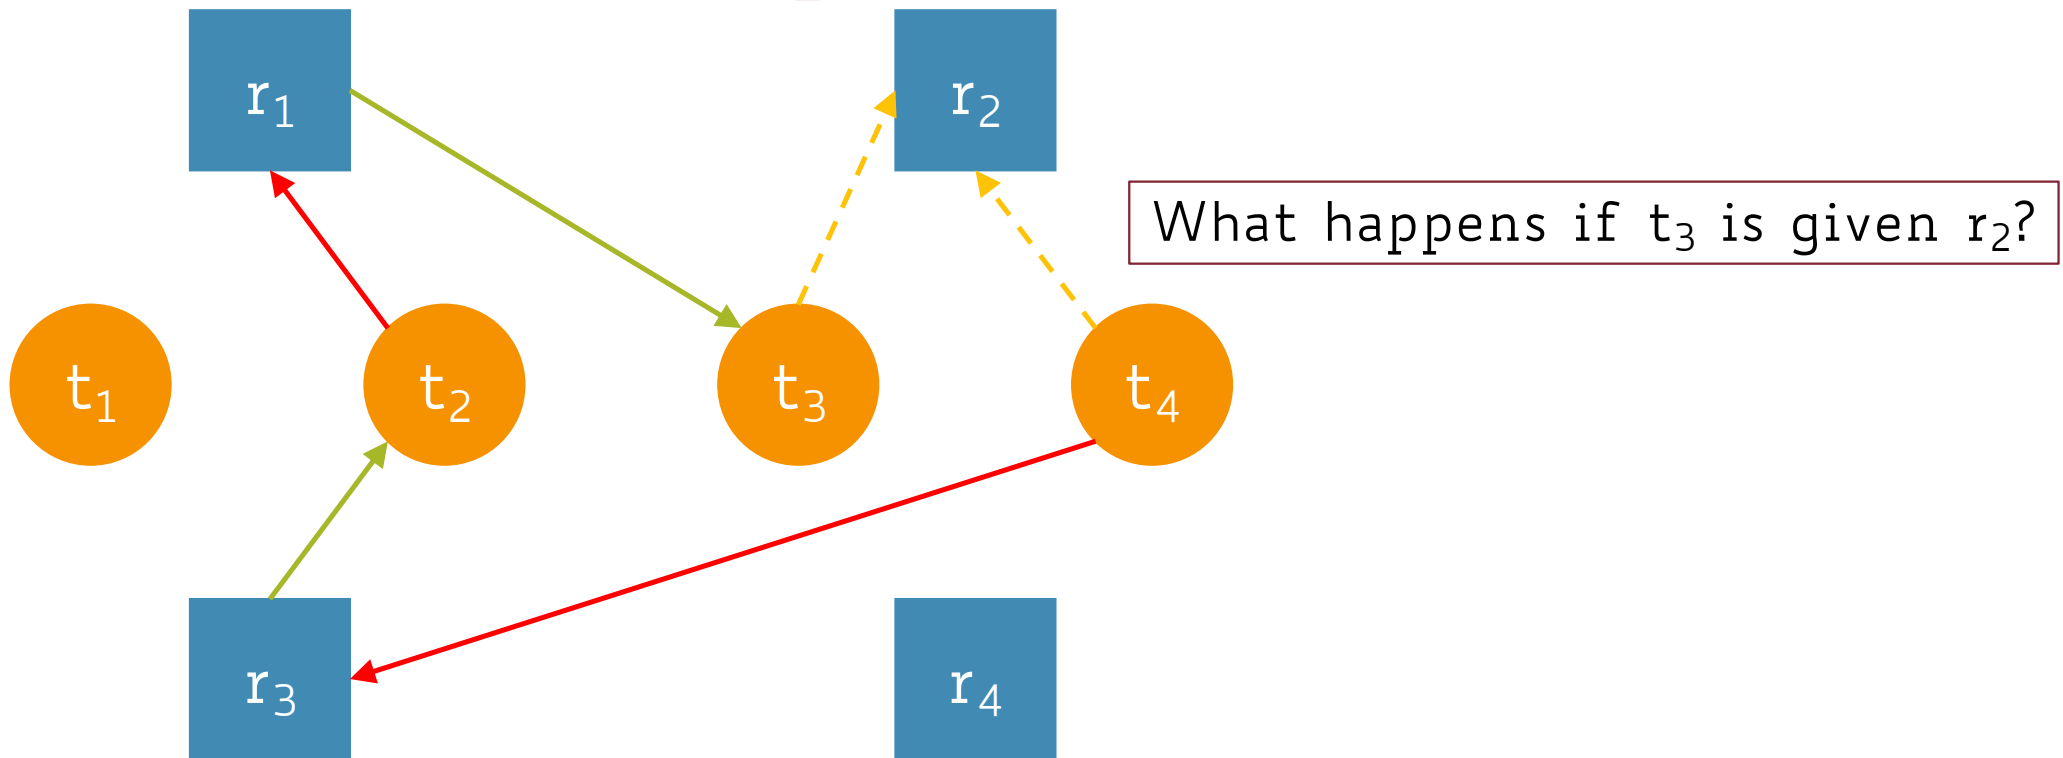 r₁
r₂
What happens if t₃ is given r₂?
t₁
t₂
t₃
t₄
r₃
r₄